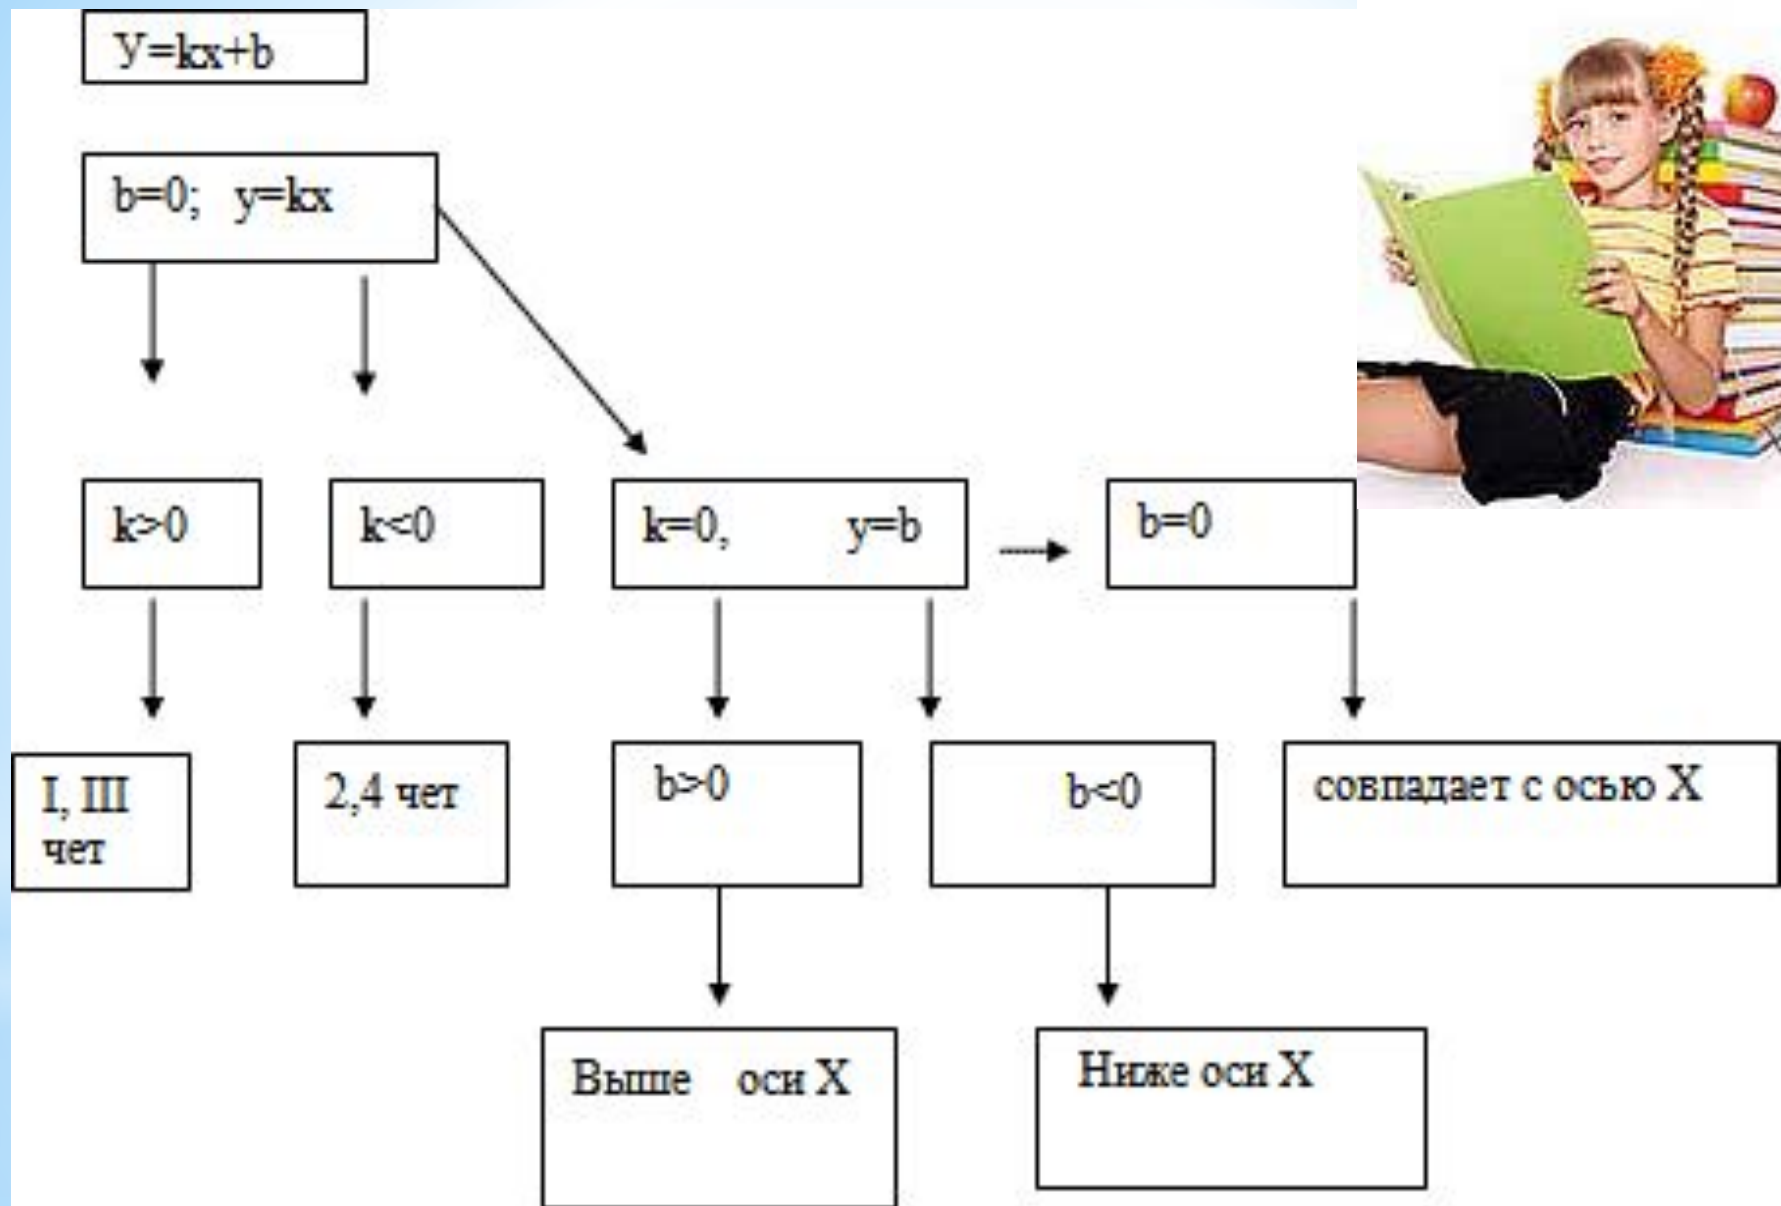 У=kx+b
b=0; y=kx
k>0
k<0
k=0, y=b
b=0
I, III
чет
2,4 чет
b>0
b<0
совпадает с осью X
Выше оси X
Ниже оси X